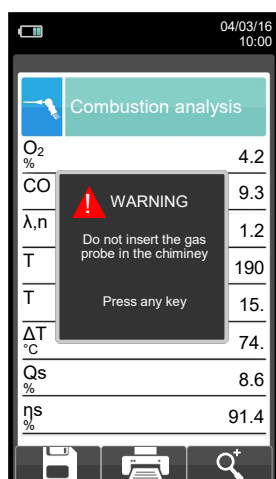 04/03/16
10:00
Combustion analysis
O2
%
4.2
CO
9.3
λ,n
1.2
T
190
T
15.
ΔT
°C
74.
Qs
%
8.6
ηs
%
91.4
! WARNING
Do not insert the gas
probe in the chiminey
Press any key